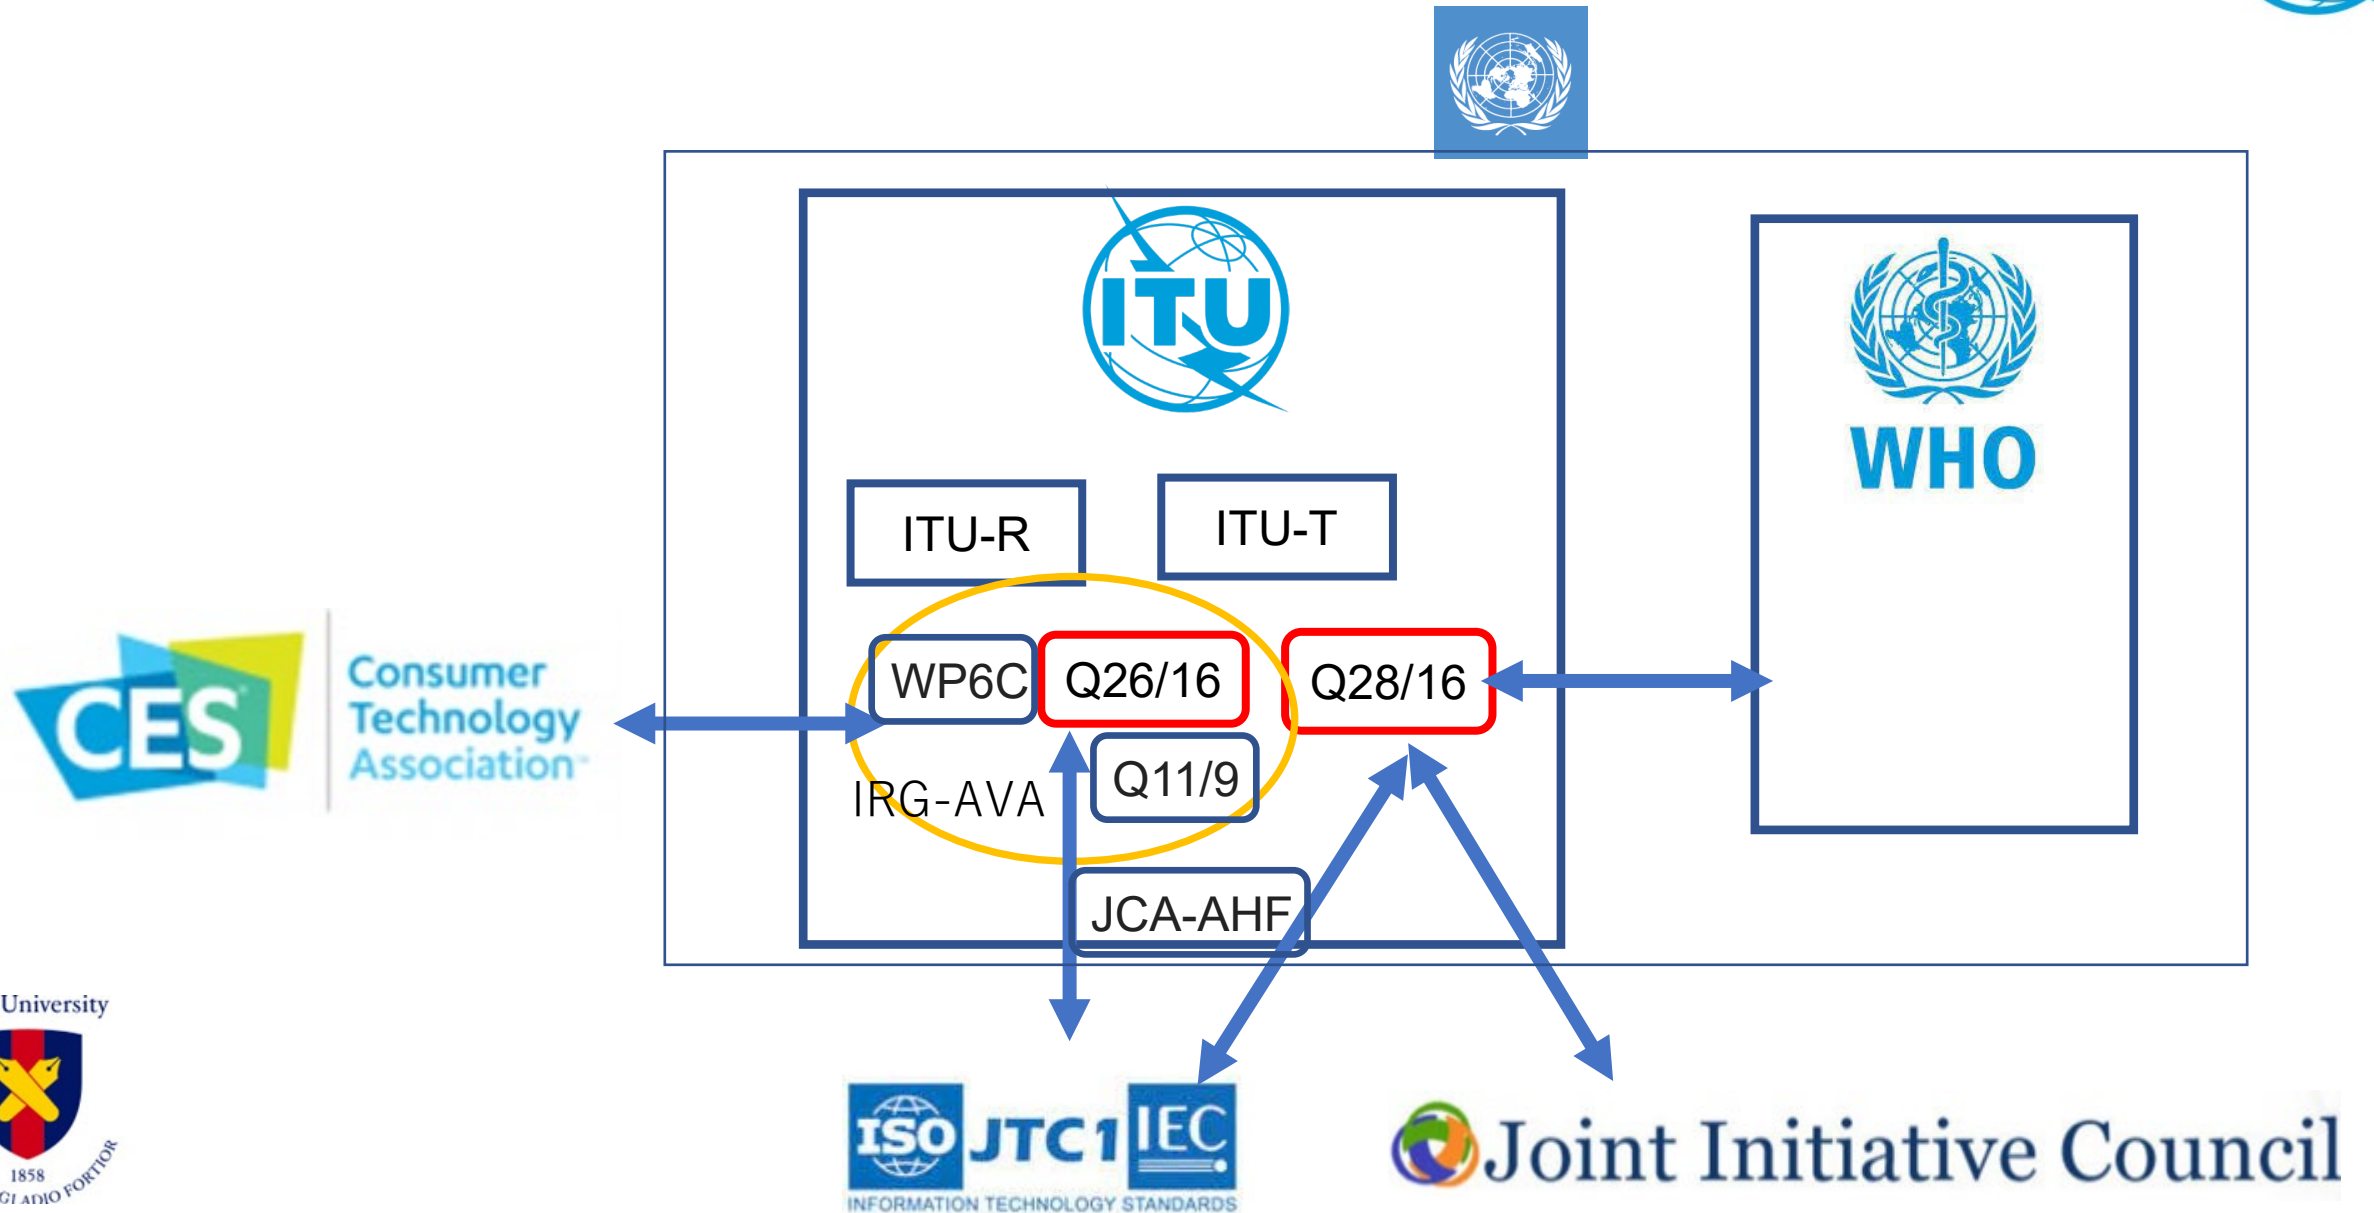 ITU
WHO
ITU-R
ITU-T
WP6C
Q26/16
Q28/16
Q11/9
IRG-AVA
JCA-AHF
CES
Consumer
Technology
Association
University
1858
FORTIOR
ISO JTC 1 IEC
INFORMATION TECHNOLOGY STANDARDS
Joint Initiative Council